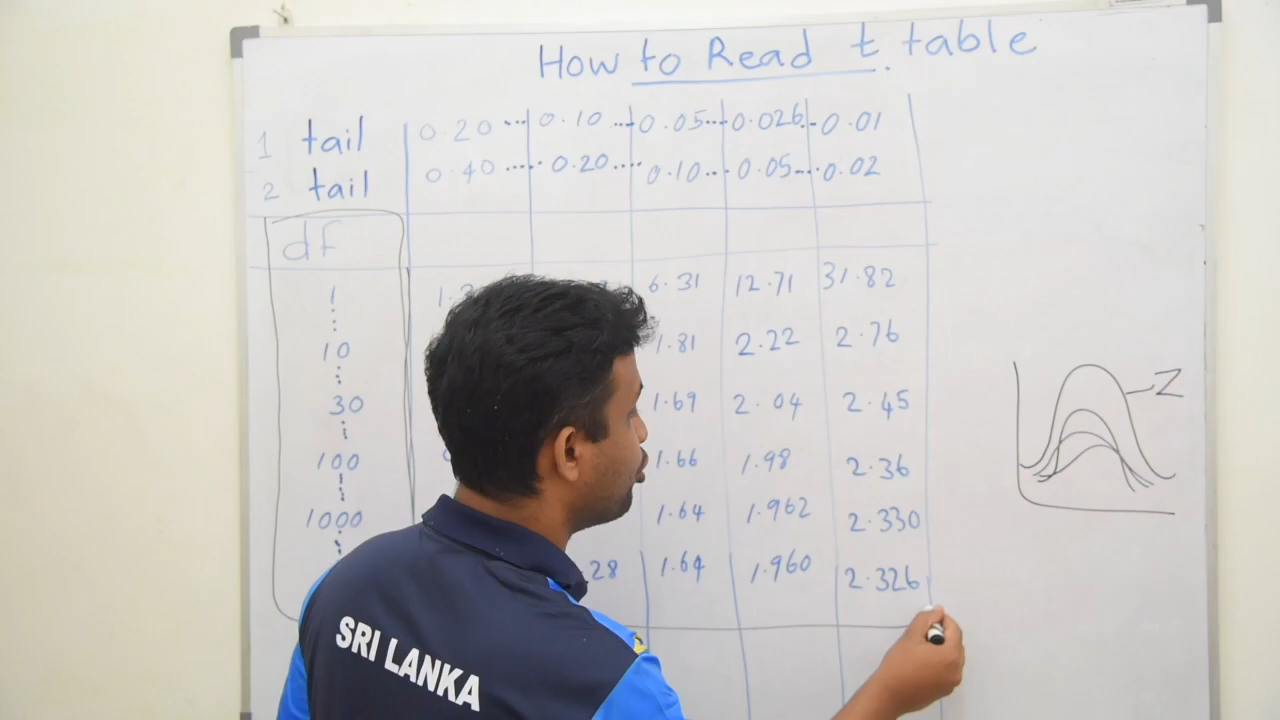 How to Read t table
1 tail 0.20 ... 0.10 ... 0.05 ... 0.026 .. 0.01
2 tail 0.40 ..... 0.20 .... 0.10 .. 0.05 ... 0.02
df
1 1.3 6.31 12.71 31.82
10 1.81 2.22 2.76
30 1.69 2.04 2.45
100 1.66 1.98 2.36
1000 1.64 1.962 2.330
.28 1.64 1.960 2.326
Z
SRI LANKA